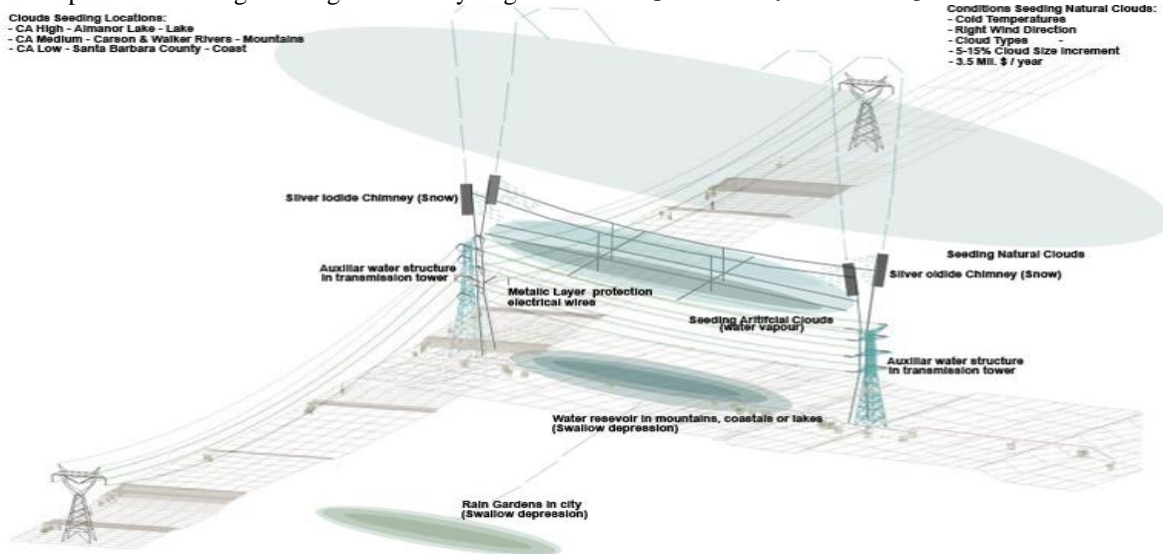 Clouds Seeding Locations:
- CA High - Almanor Lake - Lake
- CA Medium - Carson & Walker Rivers - Mountains
- CA Low - Santa Barbara County - Coast
Conditions Seeding Natural Clouds:
- Cold Temperatures
- Right Wind Direction
- Cloud Types -
- 5-15% Cloud Size Increment
- 3.5 Mil. $ / year
Silver Iodide Chimney (Snow)
Seeding Natural Clouds
Silver oidide Chimney (Snow)
Auxiliar water structure
in transmission tower
Metalic Layer protection
electrical wires
Seeding Aritifcial Clouds
(water vapour)
Auxiliar water structure
in transmission tower
Water resevoir in mountains, coastals or lakes
(Swallow depression)
Rain Gardens in city
(Swallow depression)